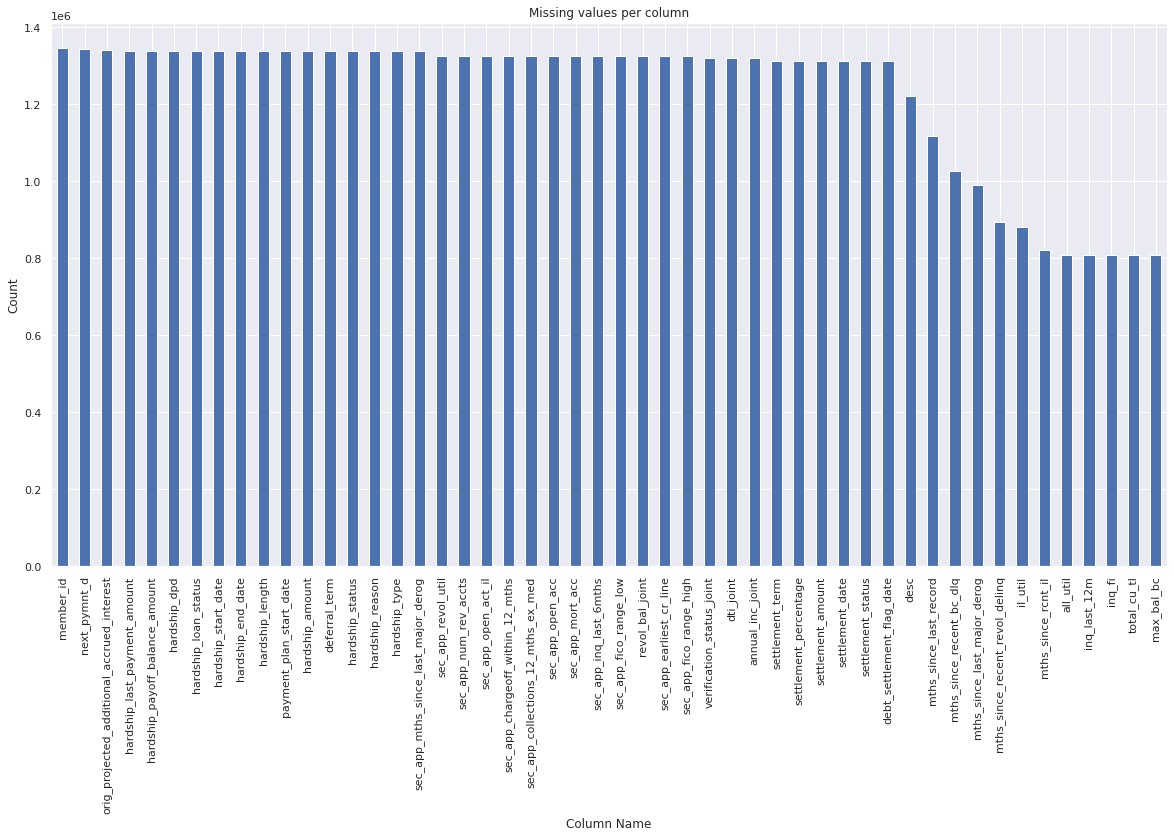 Missing values per column
1e6
1.4
1.2
1.0
0.8
0.6
0.4
0.2
0.0
Count
member_id
next_pymnt_d
orig_projected_additional_accrued_interest
hardship_last_payment_amount
hardship_payoff_balance_amount
hardship_dpd
hardship_loan_status
hardship_start_date
hardship_end_date
hardship_length
payment_plan_start_date
hardship_amount
deferral_term
hardship_status
hardship_reason
hardship_type
sec_app_mths_since_last_major_derog
sec_app_revol_util
sec_app_num_rev_accts
sec_app_open_act_il
sec_app_chargeoff_within_12_mths
sec_app_collections_12_mths_ex_med
sec_app_open_acc
sec_app_mort_acc
sec_app_inq_last_6mths
sec_app_fico_range_low
revol_bal_joint
sec_app_earliest_cr_line
sec_app_fico_range_high
verification_status_joint
dti_joint
annual_inc_joint
settlement_term
settlement_percentage
settlement_amount
settlement_date
settlement_status
debt_settlement_flag_date
desc
mths_since_last_record
mths_since_recent_bc_dlq
mths_since_last_major_derog
mths_since_recent_revol_delinq
il_util
mths_since_rcnt_il
all_util
inq_last_12m
inq_fi
total_cu_tl
max_bal_bc
Column Name